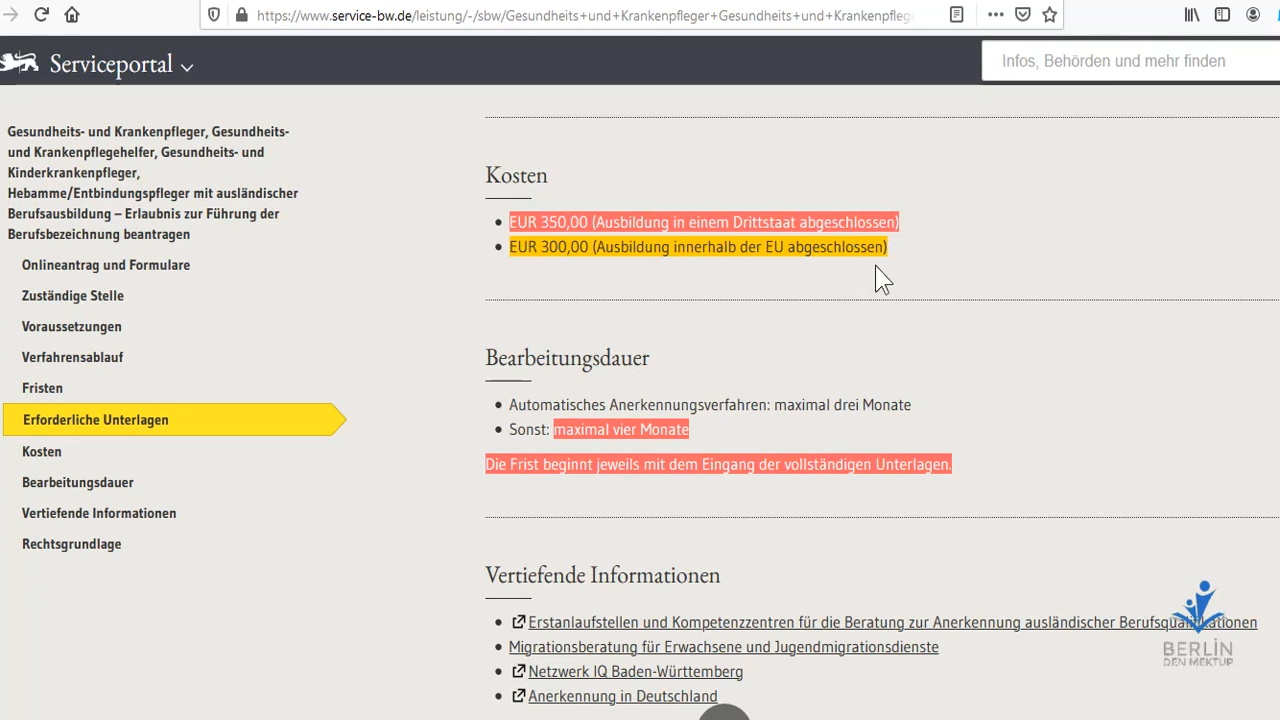 https://www.service-bw.de/leistung/-/sbw/Gesundheits+und+Krankenpfleger+Gesundheits+und+Krankenpflege
Serviceportal
Infos, Behörden und mehr finden
Gesundheits- und Krankenpfleger, Gesundheits-
und Krankenpflegehelfer, Gesundheits- und
Kinderkrankenpfleger,
Hebamme/Entbindungspfleger mit ausländischer
Berufsausbildung – Erlaubnis zur Führung der
Berufsbezeichnung beantragen
Onlineantrag und Formulare
Zuständige Stelle
Voraussetzungen
Verfahrensablauf
Fristen
Erforderliche Unterlagen
Kosten
Bearbeitungsdauer
Vertiefende Informationen
Rechtsgrundlage
Kosten
EUR 350,00 (Ausbildung in einem Drittstaat abgeschlossen)
EUR 300,00 (Ausbildung innerhalb der EU abgeschlossen)
Bearbeitungsdauer
Automatisches Anerkennungsverfahren: maximal drei Monate
Sonst: maximal vier Monate
Die Frist beginnt jeweils mit dem Eingang der vollständigen Unterlagen.
Vertiefende Informationen
Erstanlaufstellen und Kompetenzzentren für die Beratung zur Anerkennung ausländischer Berufsqualifikationen
Migrationsberatung für Erwachsene und Jugendmigrationsdienste
Netzwerk IQ Baden-Württemberg
Anerkennung in Deutschland
BERLİN
DEN MEKTUP